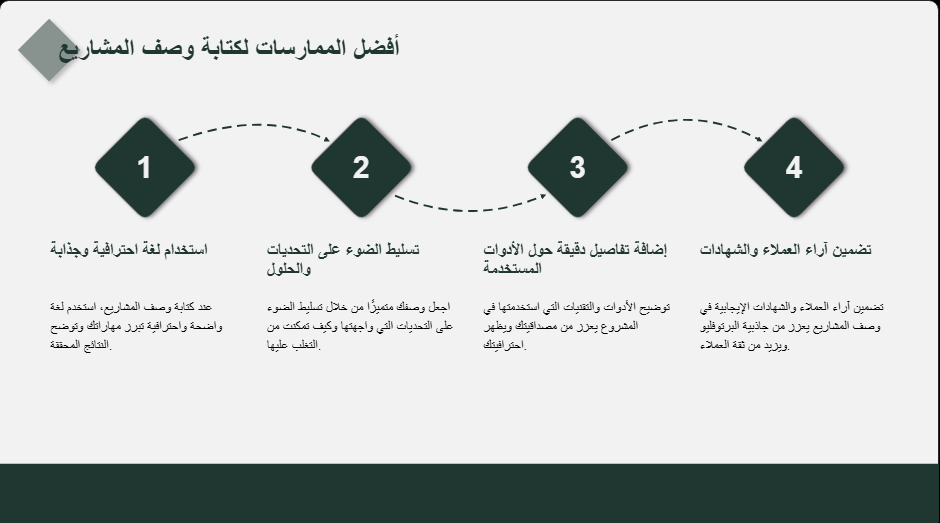 أفضل الممارسات لكتابة وصف المشاريع
1
استخدام لغة احترافية وجذابة
عند كتابة وصف المشاريع، استخدم لغة
واضحة واحترافية تبرز مهاراتك وتوضح
النتائج المحققة.
2
تسليط الضوء على التحديات
والحلول
اجعل وصفك متميزًا من خلال تسليط الضوء
على التحديات التي واجهتها وكيف تمكنت من
التغلب عليها.
3
إضافة تفاصيل دقيقة حول الأدوات
المستخدمة
توضيح الأدوات والتقنيات التي استخدمتها في
المشروع يعزز من مصداقيتك ويظهر
احترافيتك.
4
تضمين آراء العملاء والشهادات
تضمين آراء العملاء والشهادات الإيجابية في
وصف المشاريع يعزز من جاذبية البرتوفليو
ويزيد من ثقة العملاء.